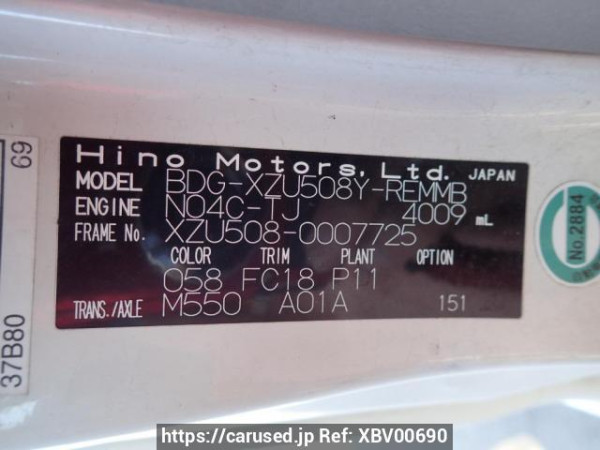 Hino Motors, Ltd. JAPAN
MODEL BDG-XZU508Y-REMMB
ENGINE N04C-TJ 4009 mL
FRAME No. XZU508-0007725
COLOR TRIM PLANT OPTION
058 FC18 P11
TRANS./AXLE M550 A01A 151
37B80 69
No.2884
https://carused.jp Ref: XBV00690